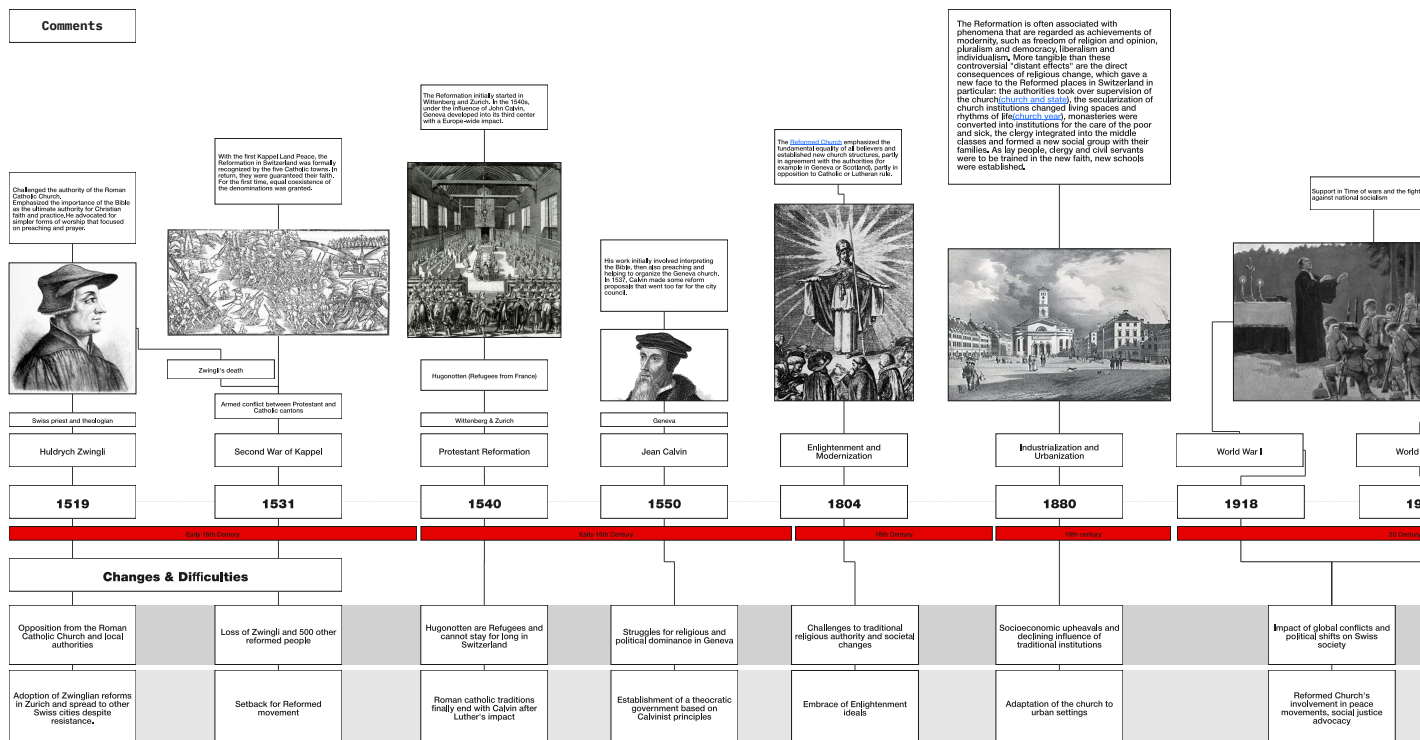 Comments
Challenged the authority of the Roman
Catholic Church.
Emphasized the importance of the Bible
as the ultimate authority for Christian
faith and practice.He advocated for
simpler forms of worship that focused
on preaching and prayer.
Swiss priest and theologian
Huldrych Zwingli
1519
With the first Kappel Land Peace, the
Reformation in Switzerland was formally
recognized by the five Catholic towns. In
return, they were guaranteed their faith.
For the first time, equal coexistence of
the denominations was granted.
Zwingli's death
Armed conflict between Protestant and
Catholic cantons
Second War of Kappel
1531
The Reformation initially started in
Wittenberg and Zurich. In the 1540s,
under the influence of John Calvin,
Geneva developed into its third center
with a Europe-wide impact.
Hugonotten (Refugees from France)
Wittenberg & Zurich
Protestant Reformation
1540
His work initially involved interpreting
the Bible, then also preaching and
helping to organize the Geneva church.
In 1537, Calvin made some reform
proposals that went too far for the city
council.
Geneva
Jean Calvin
1550
The Reformed Church emphasized the
fundamental equality of all believers and
established new church structures, partly
in agreement with the authorities (for
example in Geneva or Scotland), partly in
opposition to Catholic or Lutheran rule.
Enlightenment and
Modernization
1804
The Reformation is often associated with
phenomena that are regarded as achievements of
modernity, such as freedom of religion and opinion,
pluralism and democracy, liberalism and
individualism. More tangible than these
controversial "distant effects" are the direct
consequences of religious change, which gave a
new face to the Reformed places in Switzerland in
particular: the authorities took over supervision of
the church(church and state), the secularization of
church institutions changed living spaces and
rhythms of life(church year), monasteries were
converted into institutions for the care of the poor
and sick, the clergy integrated into the middle
classes and formed a new social group with their
families. As lay people, clergy and civil servants
were to be trained in the new faith, new schools
were established.
Industrialization and
Urbanization
1880
Support in Time of wars and the fight
against national socialism
World War I
1918
World
19
Early 16th Century
Changes & Difficulties
Opposition from the Roman
Catholic Church and local
authorities
Loss of Zwingli and 500 other
reformed people
Hugonotten are Refugees and
cannot stay for long in
Switzerland
Struggles for religious and
political dominance in Geneva
Challenges to traditional
religious authority and societal
changes
Socioeconomic upheavals and
declining influence of
traditional institutions
Impact of global conflicts and
political shifts on Swiss
society
Adoption of Zwinglian reforms
in Zurich and spread to other
Swiss cities despite
resistance.
Setback for Reformed
movement
Roman catholic traditions
finally end with Calvin after
Luther's impact
Establishment of a theocratic
government based on
Calvinist principles
Embrace of Enlightenment
ideals
Adaptation of the church to
urban settings
Reformed Church's
involvement in peace
movements, social justice
advocacy